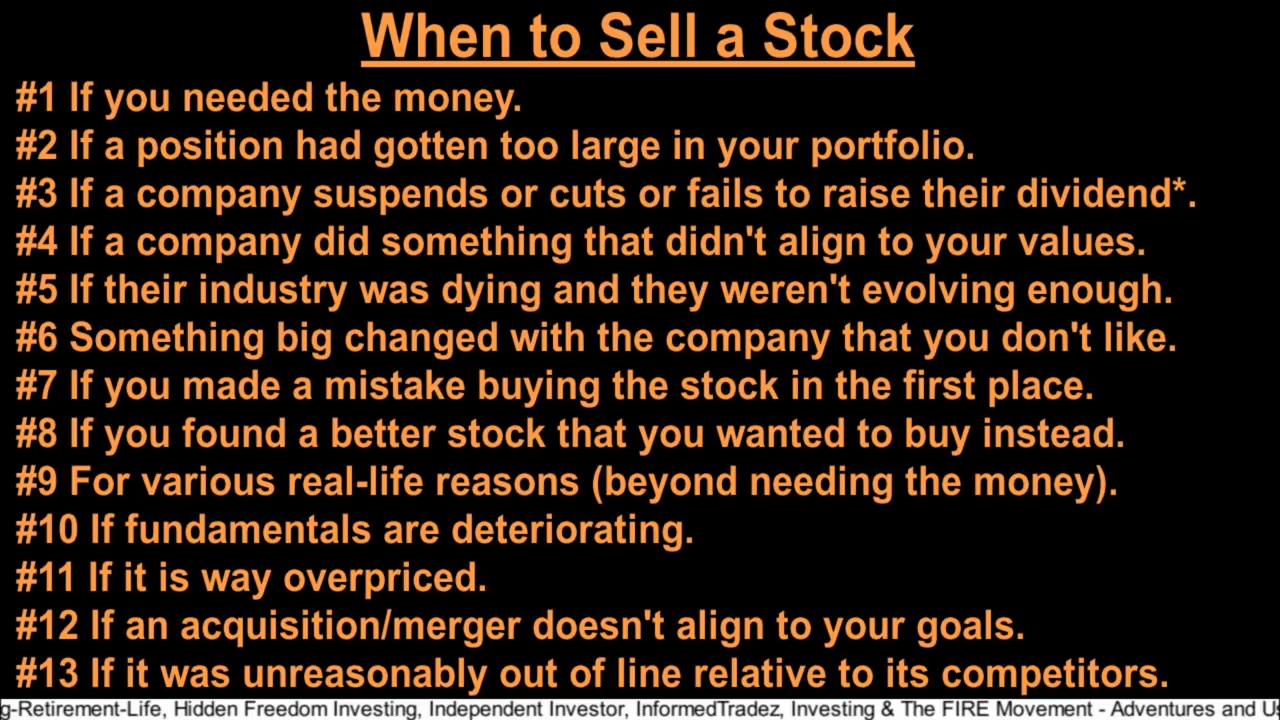 When to Sell a Stock
#1 If you needed the money.
#2 If a position had gotten too large in your portfolio.
#3 If a company suspends or cuts or fails to raise their dividend*.
#4 If a company did something that didn't align to your values.
#5 If their industry was dying and they weren't evolving enough.
#6 Something big changed with the company that you don't like.
#7 If you made a mistake buying the stock in the first place.
#8 If you found a better stock that you wanted to buy instead.
#9 For various real-life reasons (beyond needing the money).
#10 If fundamentals are deteriorating.
#11 If it is way overpriced.
#12 If an acquisition/merger doesn't align to your goals.
#13 If it was unreasonably out of line relative to its competitors.
g-Retirement-Life, Hidden Freedom Investing, Independent Investor, InformedTradez, Investing & The FIRE Movement - Adventures and